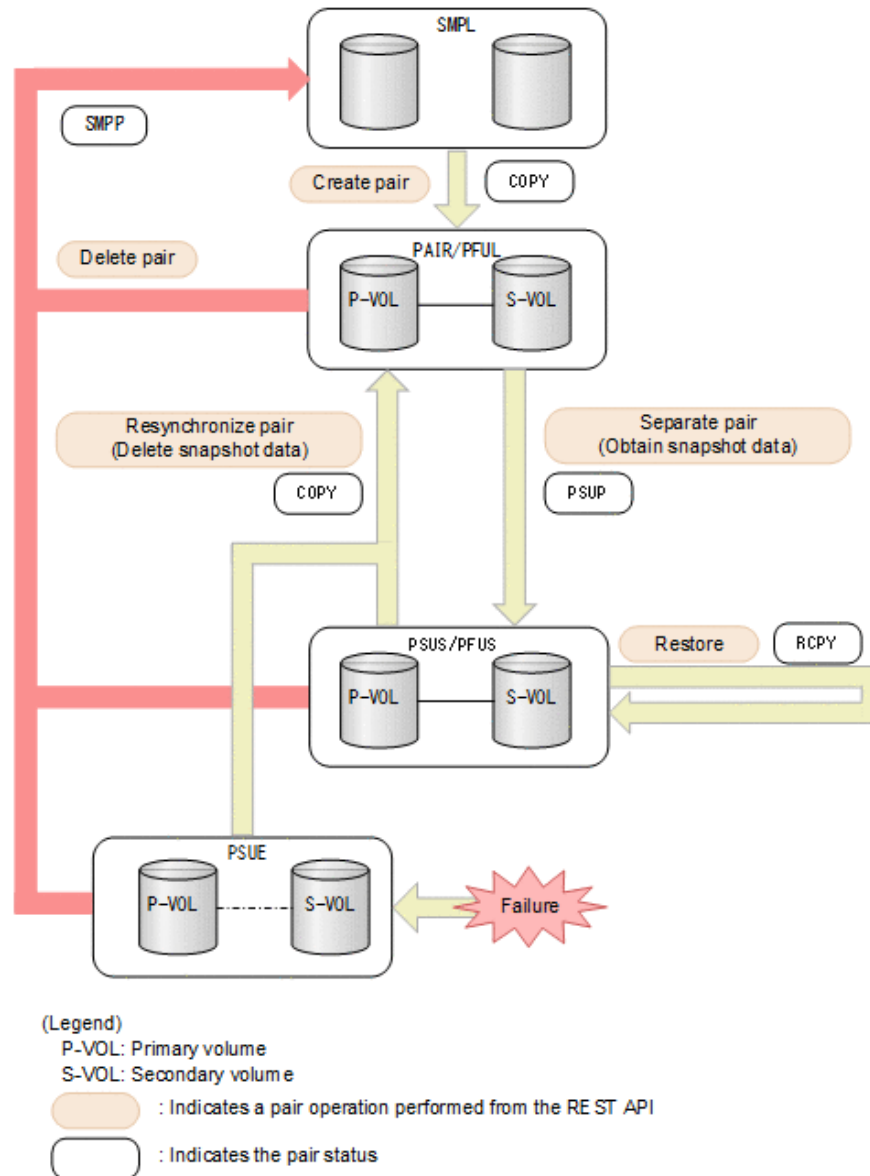 SMPL
SMPP
Create pair
COPY
PAIR/PFUL
Delete pair
P-VOL
S-VOL
Resynchronize pair
(Delete snapshot data)
COPY
Separate pair
(Obtain snapshot data)
PSUP
PSUS/PFUS
Restore
RCPY
P-VOL
S-VOL
PSUE
P-VOL
S-VOL
Failure
(Legend)
P-VOL: Primary volume
S-VOL: Secondary volume
: Indicates a pair operation performed from the REST API
: Indicates the pair status